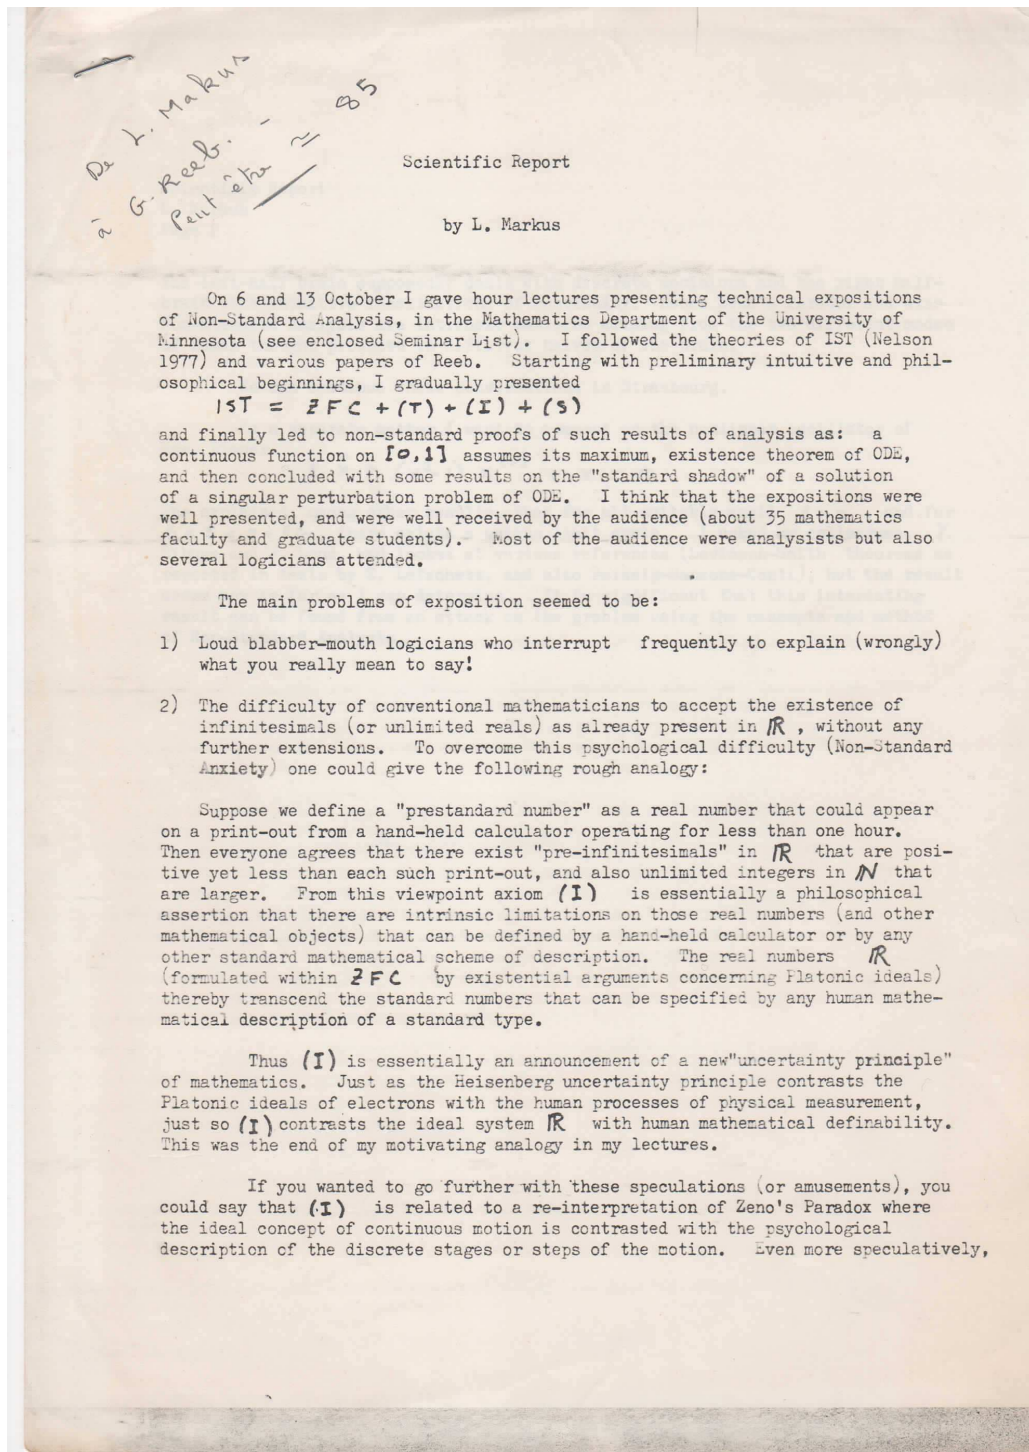 De L. Makus
à G. Reeb. -
Peut être ≃ 85
Scientific Report
by L. Markus
On 6 and 13 October I gave hour lectures presenting technical expositions
of Non-Standard Analysis, in the Mathematics Department of the University of
Minnesota (see enclosed Seminar List). I followed the theories of IST (Nelson
1977) and various papers of Reeb. Starting with preliminary intuitive and phil-
osophical beginnings, I gradually presented
IST = ZFC + (T) + (I) + (S)
and finally led to non-standard proofs of such results of analysis as: a
continuous function on [0,1] assumes its maximum, existence theorem of ODE,
and then concluded with some results on the "standard shadow" of a solution
of a singular perturbation problem of ODE. I think that the expositions were
well presented, and were well received by the audience (about 35 mathematics
faculty and graduate students). Most of the audience were analysists but also
several logicians attended.
The main problems of exposition seemed to be:
1) Loud blabber-mouth logicians who interrupt frequently to explain (wrongly)
what you really mean to say!
2) The difficulty of conventional mathematicians to accept the existence of
infinitesimals (or unlimited reals) as already present in ℝ , without any
further extensions. To overcome this psychological difficulty (Non-Standard
Anxiety) one could give the following rough analogy:
Suppose we define a "prestandard number" as a real number that could appear
on a print-out from a hand-held calculator operating for less than one hour.
Then everyone agrees that there exist "pre-infinitesimals" in ℝ that are posi-
tive yet less than each such print-out, and also unlimited integers in ℕ that
are larger. From this viewpoint axiom (I) is essentially a philosophical
assertion that there are intrinsic limitations on those real numbers (and other
mathematical objects) that can be defined by a hand-held calculator or by any
other standard mathematical scheme of description. The real numbers ℝ
(formulated within ZFC by existential arguments concerning Platonic ideals)
thereby transcend the standard numbers that can be specified by any human mathe-
matical description of a standard type.
Thus (I) is essentially an announcement of a new"uncertainty principle"
of mathematics. Just as the Heisenberg uncertainty principle contrasts the
Platonic ideals of electrons with the human processes of physical measurement,
just so (I) contrasts the ideal system ℝ with human mathematical definability.
This was the end of my motivating analogy in my lectures.
If you wanted to go further with these speculations (or amusements), you
could say that (I) is related to a re-interpretation of Zeno's Paradox where
the ideal concept of continuous motion is contrasted with the psychological
description of the discrete stages or steps of the motion. Even more speculatively,